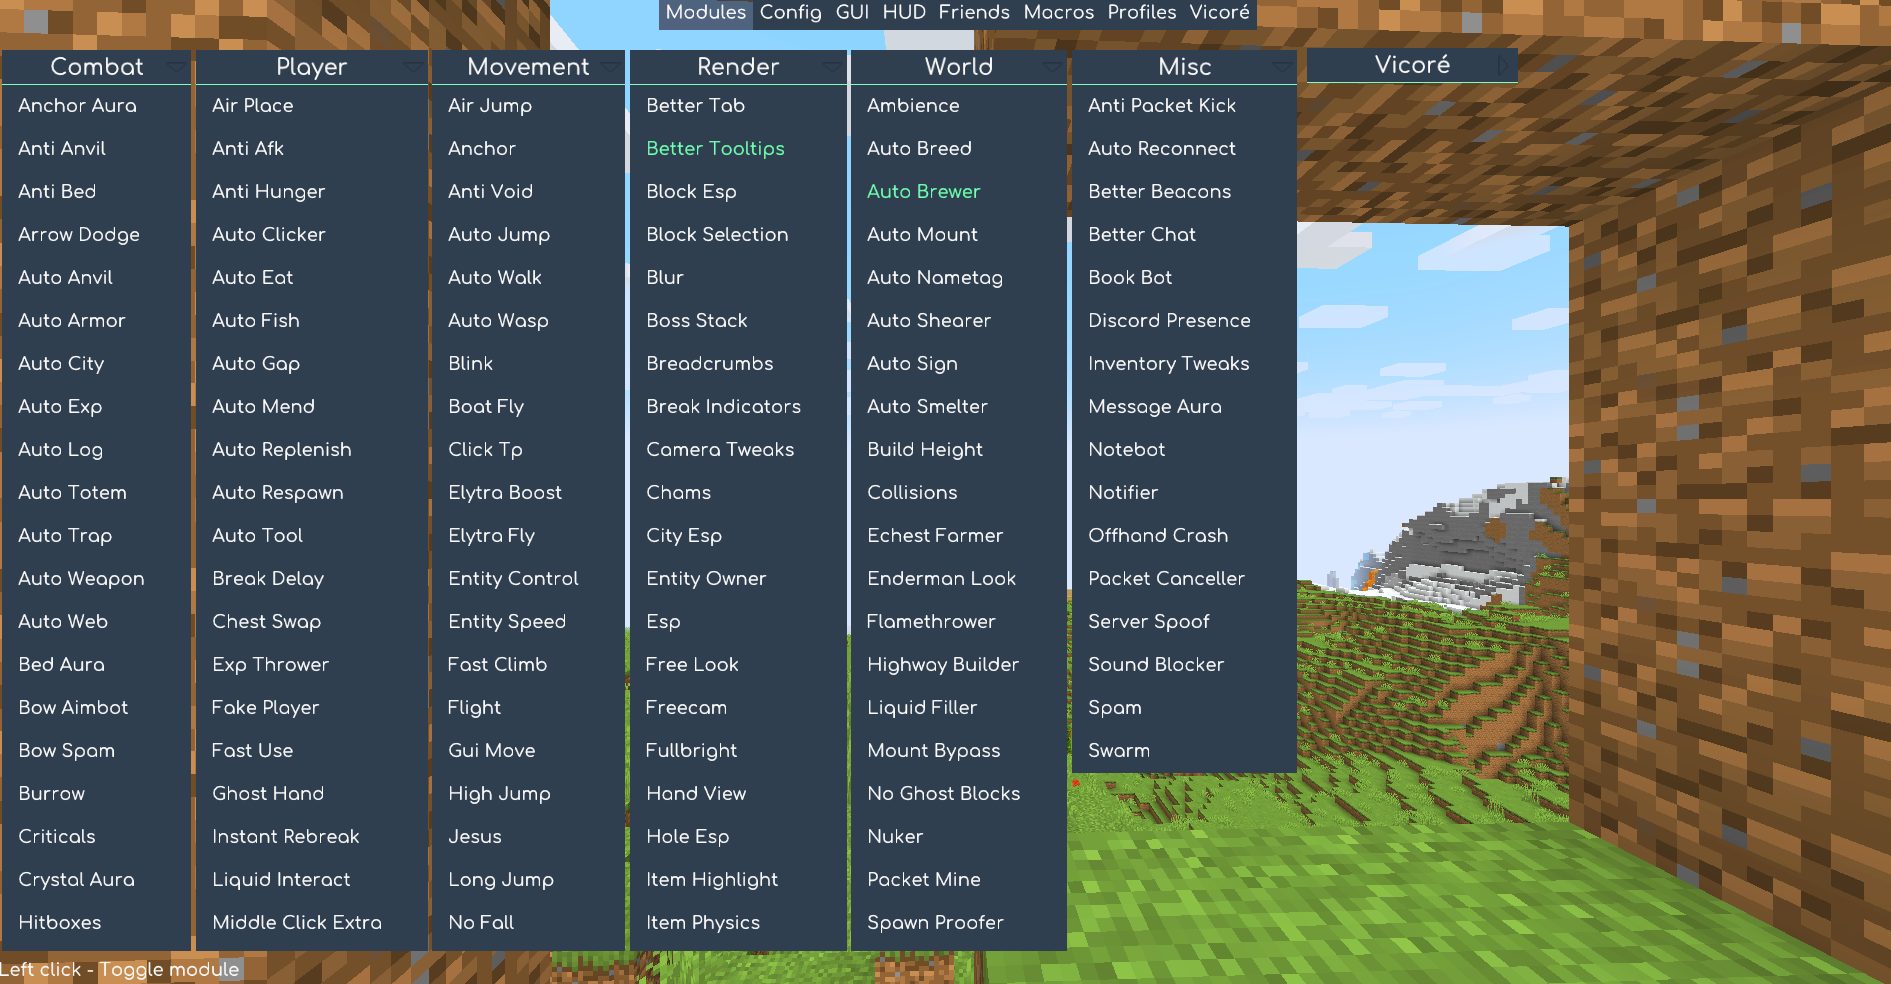 Modules Config GUI HUD Friends Macros Profiles Vicoré
Combat
Anchor Aura
Anti Anvil
Anti Bed
Arrow Dodge
Auto Anvil
Auto Armor
Auto City
Auto Exp
Auto Log
Auto Totem
Auto Trap
Auto Weapon
Auto Web
Bed Aura
Bow Aimbot
Bow Spam
Burrow
Criticals
Crystal Aura
Hitboxes
Player
Air Place
Anti Afk
Anti Hunger
Auto Clicker
Auto Eat
Auto Fish
Auto Gap
Auto Mend
Auto Replenish
Auto Respawn
Auto Tool
Break Delay
Chest Swap
Exp Thrower
Fake Player
Fast Use
Ghost Hand
Instant Rebreak
Liquid Interact
Middle Click Extra
Movement
Air Jump
Anchor
Anti Void
Auto Jump
Auto Walk
Auto Wasp
Blink
Boat Fly
Click Tp
Elytra Boost
Elytra Fly
Entity Control
Entity Speed
Fast Climb
Flight
Gui Move
High Jump
Jesus
Long Jump
No Fall
Render
Better Tab
Better Tooltips
Block Esp
Block Selection
Blur
Boss Stack
Breadcrumbs
Break Indicators
Camera Tweaks
Chams
City Esp
Entity Owner
Esp
Free Look
Freecam
Fullbright
Hand View
Hole Esp
Item Highlight
Item Physics
World
Ambience
Auto Breed
Auto Brewer
Auto Mount
Auto Nametag
Auto Shearer
Auto Sign
Auto Smelter
Build Height
Collisions
Echest Farmer
Enderman Look
Flamethrower
Highway Builder
Liquid Filler
Mount Bypass
No Ghost Blocks
Nuker
Packet Mine
Spawn Proofer
Misc
Anti Packet Kick
Auto Reconnect
Better Beacons
Better Chat
Book Bot
Discord Presence
Inventory Tweaks
Message Aura
Notebot
Notifier
Offhand Crash
Packet Canceller
Server Spoof
Sound Blocker
Spam
Swarm
Vicoré
Left click - Toggle module